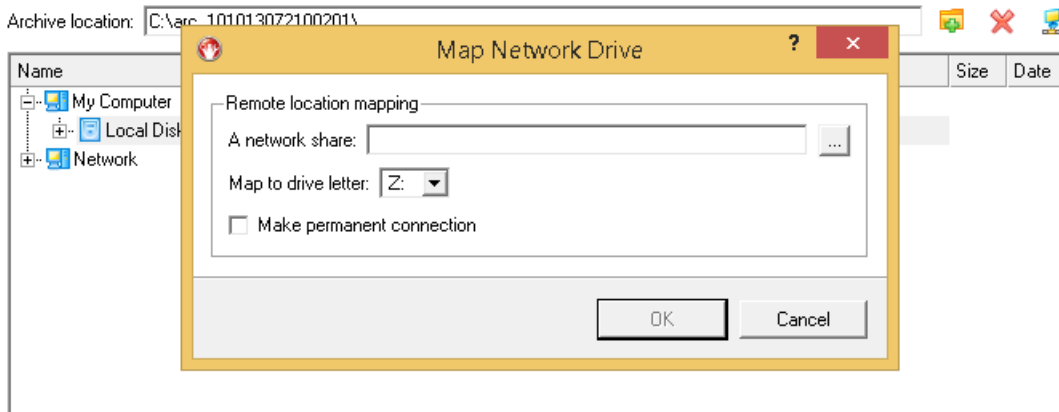 Archive location: C:\arc_101013072100201\
Map Network Drive ? ×
Name Size Date
My Computer
Local Disk
Network
Remote location mapping
A network share: ...
Map to drive letter: Z:
Make permanent connection
OK Cancel